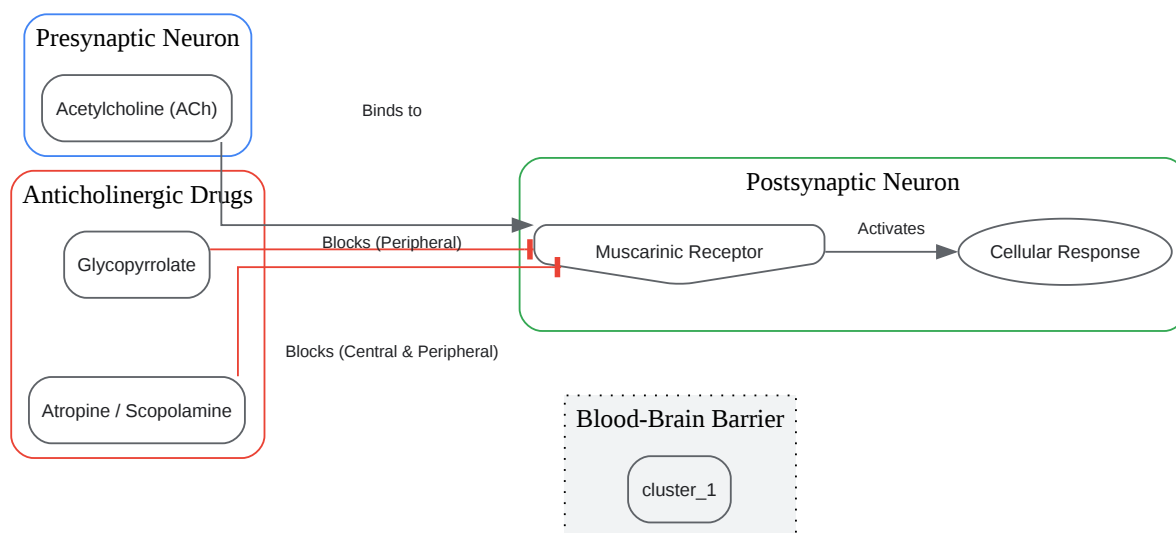 Presynaptic Neuron
Acetylcholine (ACh)
Binds to
Anticholinergic Drugs
Postsynaptic Neuron
Glycopyrrolate
Blocks (Peripheral)
Muscarinic Receptor
Activates
Cellular Response
Blocks (Central & Peripheral)
Atropine / Scopolamine
Blood-Brain Barrier
cluster_1